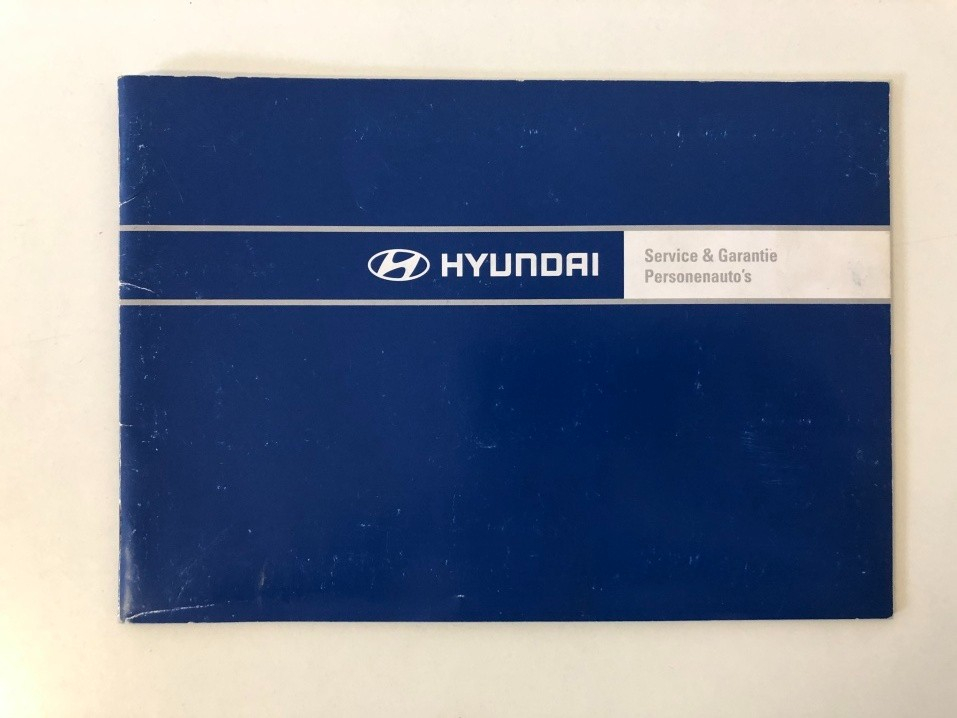 HYUNDAI
Service & Garantie
Personenauto's